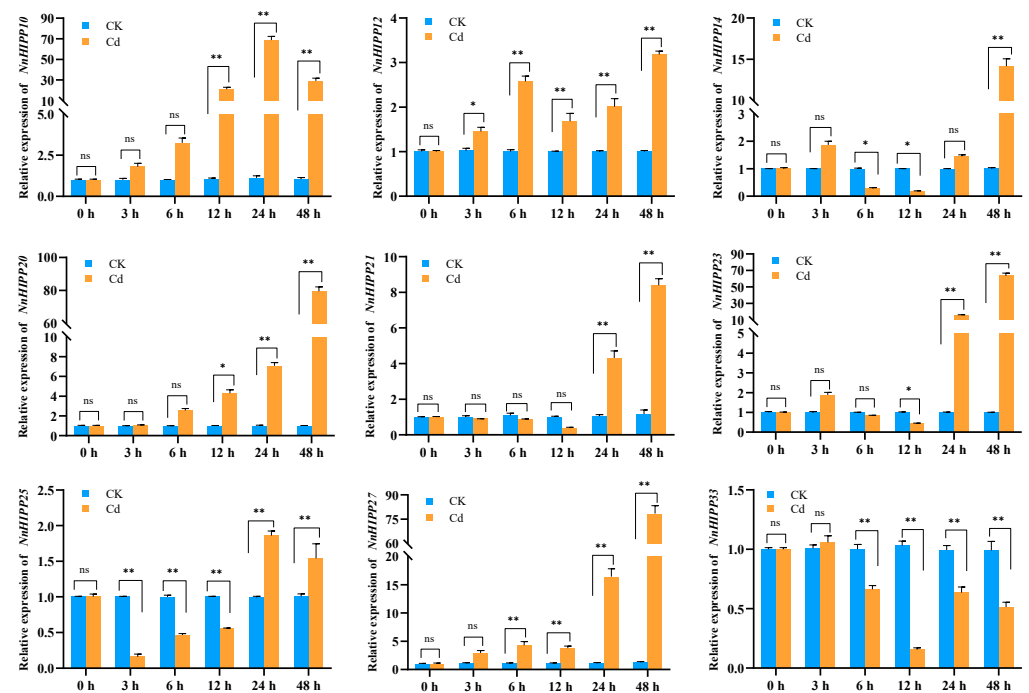 Relative expression of NnHIPP10
90
70
50
30
10
5.0
2.5
0.0
CK
Cd
ns
ns
ns
**
**
**
0 h 3 h 6 h 12 h 24 h 48 h
Relative expression of NnHIPP12
4
3
2
1
0
CK
Cd
ns
*
**
**
**
**
0 h 3 h 6 h 12 h 24 h 48 h
Relative expression of NnHIPP14
20
15
10
3
2
1
0
CK
Cd
ns
ns
*
*
ns
**
0 h 3 h 6 h 12 h 24 h 48 h
Relative expression of NnHIPP20
100
80
60
10
8
6
4
2
0
CK
Cd
ns
ns
ns
*
**
**
0 h 3 h 6 h 12 h 24 h 48 h
Relative expression of NnHIPP21
10
8
6
4
2
0
CK
Cd
ns
ns
ns
ns
**
**
0 h 3 h 6 h 12 h 24 h 48 h
Relative expression of NnHIPP23
90
70
50
30
10
5
4
3
2
1
0
CK
Cd
ns
ns
ns
*
**
**
0 h 3 h 6 h 12 h 24 h 48 h
Relative expression of NnHIPP25
2.5
2.0
1.5
1.0
0.5
0.0
CK
Cd
ns
**
**
**
**
**
0 h 3 h 6 h 12 h 24 h 48 h
Relative expression of NnHIPP27
90
75
60
20
15
10
5
0
CK
Cd
ns
ns
**
**
**
**
0 h 3 h 6 h 12 h 24 h 48 h
Relative expression of NnHIPP33
1.5
1.0
0.5
0.0
CK
Cd
ns
ns
**
**
**
**
0 h 3 h 6 h 12 h 24 h 48 h